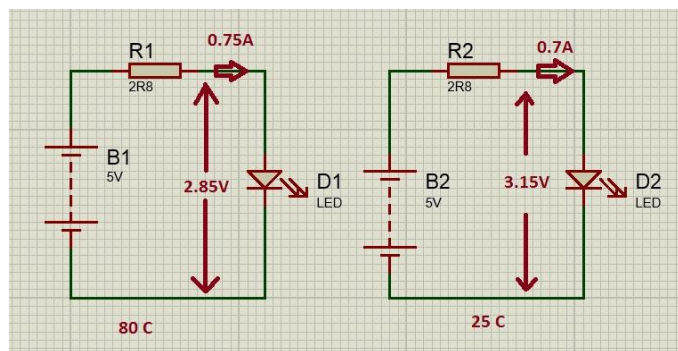 R1
2R8
0.75A
B1
5V
2.85V
D1
LED
80 C
R2
2R8
0.7A
B2
5V
3.15V
D2
LED
25 C